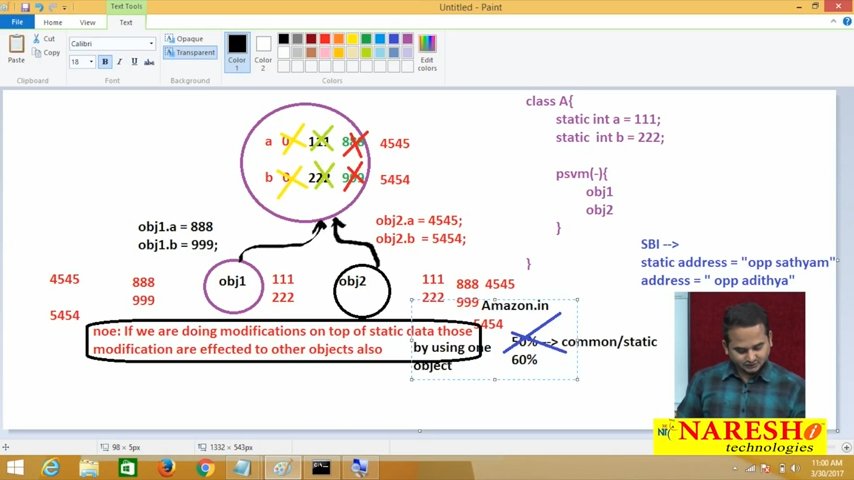 Untitled - Paint
Text Tools
File
Home
View
Text
Cut
Copy
Paste
Clipboard
Calibri
18
B
I
U
abc
Font
Opaque
Transparent
Background
Color
1
Color
2
Edit
colors
Colors
a 0 111 888 4545
b 0 222 999 5454
obj1.a = 888
obj1.b = 999;
obj2.a = 4545;
obj2.b = 5454;
4545
5454
888
999
obj1
111
222
obj2
111
222
888 4545
999
5454
noe: If we are doing modifications on top of static data those
modification are effected to other objects also
by using one
object
Amazon.in
50% --> common/static
60%
class A{
static int a = 111;
static int b = 222;
psvm(-){
obj1
obj2
}
}
SBI -->
static address = "opp sathyam"
address = " opp adithya"
NARESH i
technologies
98 × 5px
1332 × 543px
11:00 AM
3/30/2017